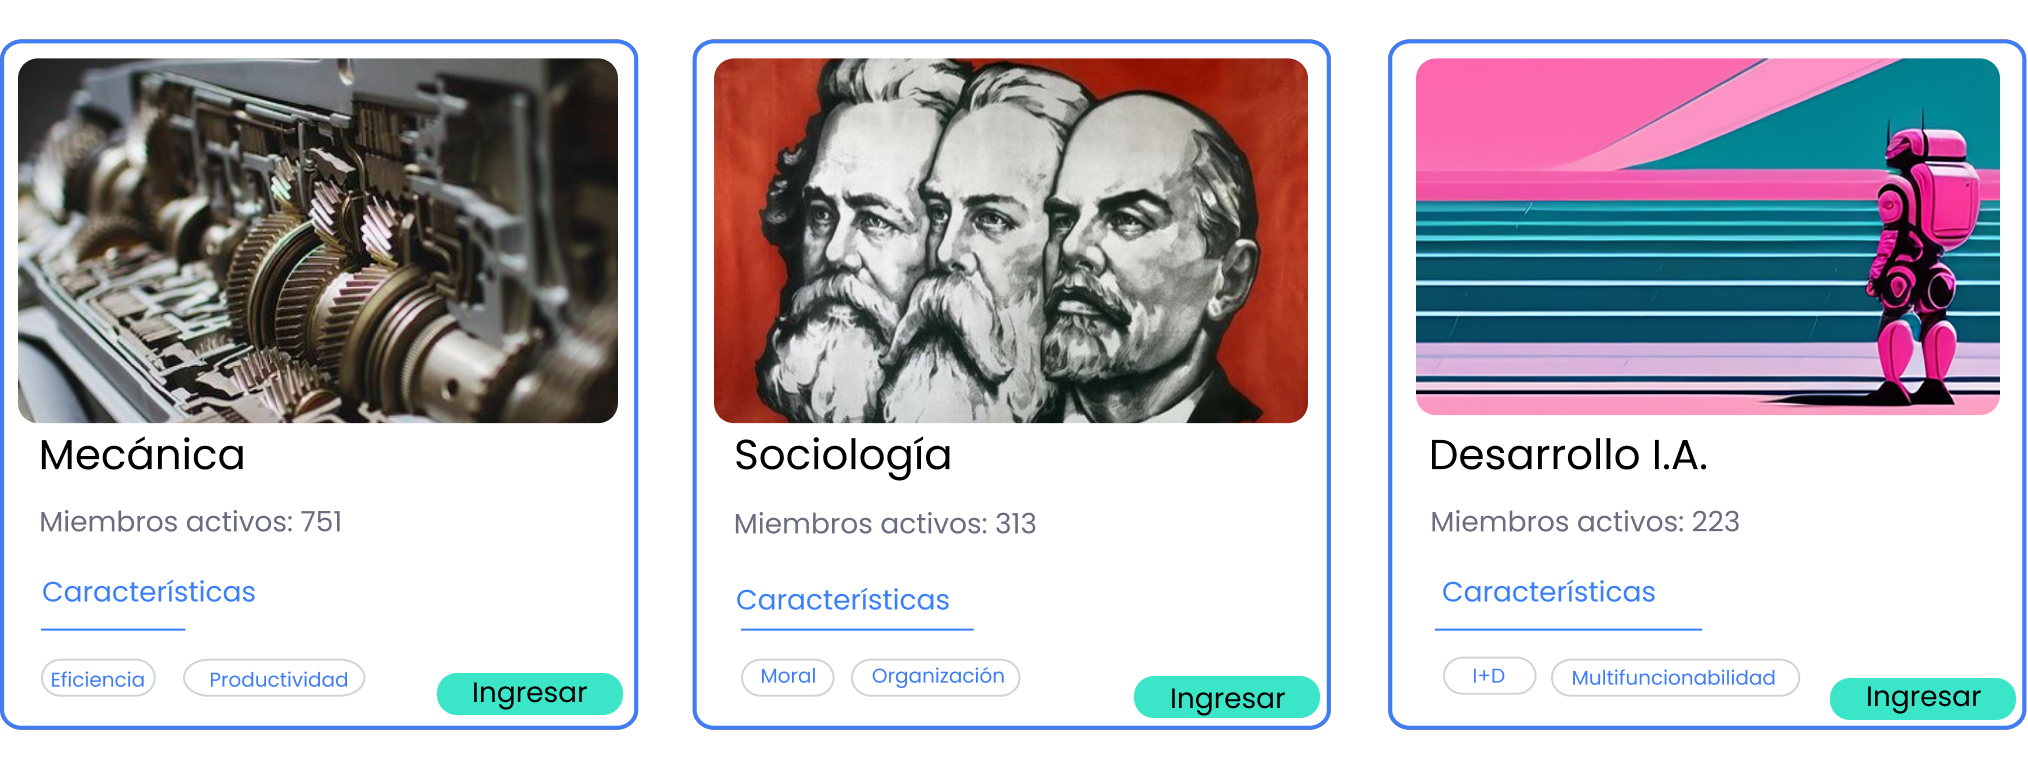 Mecánica
Miembros activos: 751
Características
Eficiencia
Productividad
Ingresar
Sociología
Miembros activos: 313
Características
Moral
Organización
Ingresar
Desarrollo I.A.
Miembros activos: 223
Características
I+D
Multifuncionabilidad
Ingresar